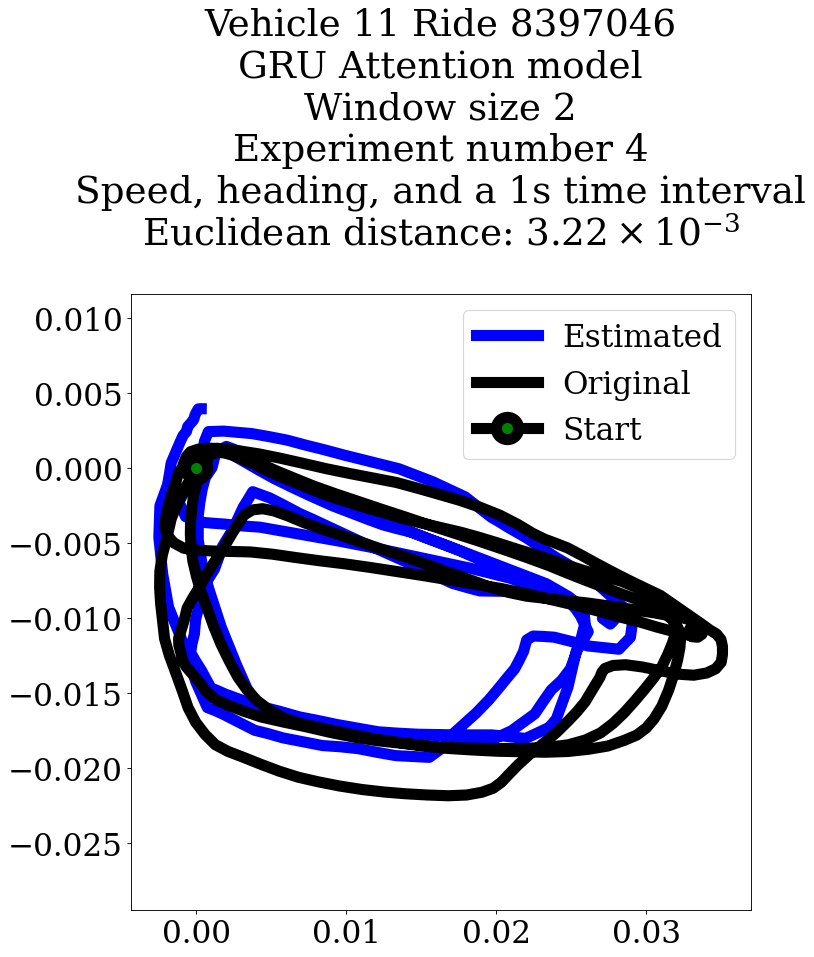 Vehicle 11 Ride 8397046
GRU Attention model
Window size 2
Experiment number 4
Speed, heading, and a 1s time interval
Euclidean distance: 3.22 × 10⁻³
Estimated
Original
Start
0.010
0.005
0.000
−0.005
−0.010
−0.015
−0.020
−0.025
0.00 0.01 0.02 0.03